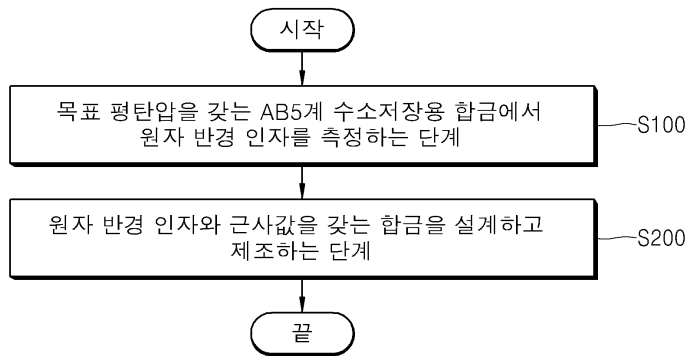 시작
목표 평탄압을 갖는 AB5계 수소저장용 합금에서
원자 반경 인자를 측정하는 단계
S100
원자 반경 인자와 근사값을 갖는 합금을 설계하고
제조하는 단계
S200
끝